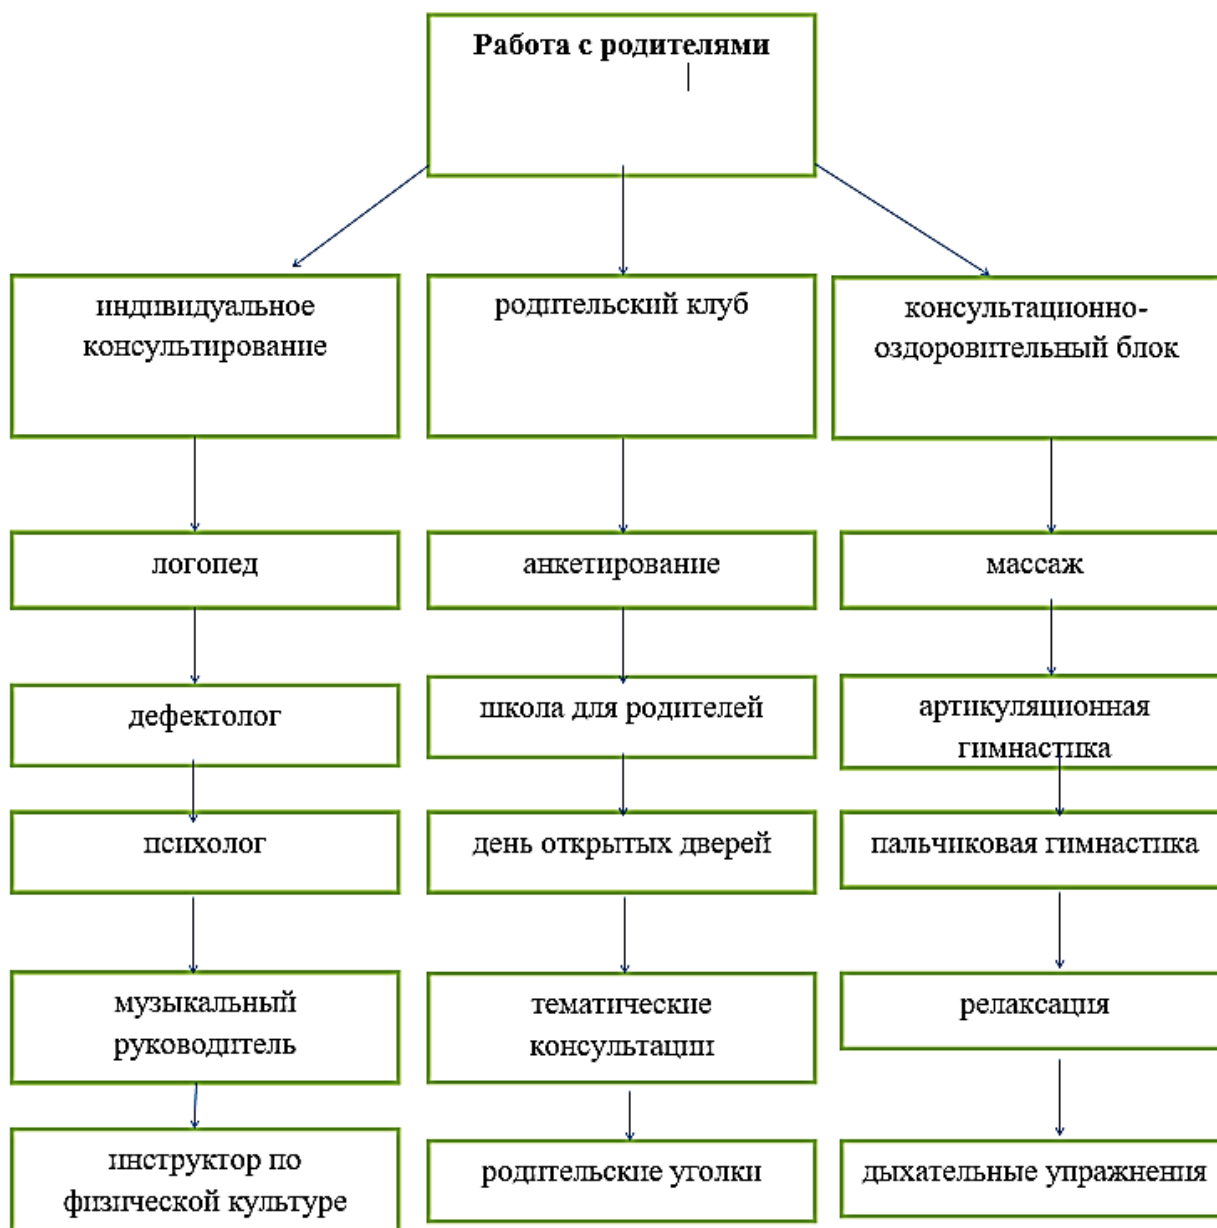 Работа с родителями
индивидуальное
консультирование
родительский клуб
консультационно-
оздоровительный блок
логопед
анкетирование
массаж
дефектолог
школа для родителей
артикуляционная
гимнастика
психолог
день открытых дверей
пальчиковая гимнастика
музыкальный
руководитель
тематические
консультации
релаксация
инструктор по
физической культуре
родительские уголки
дыхательные упражнения